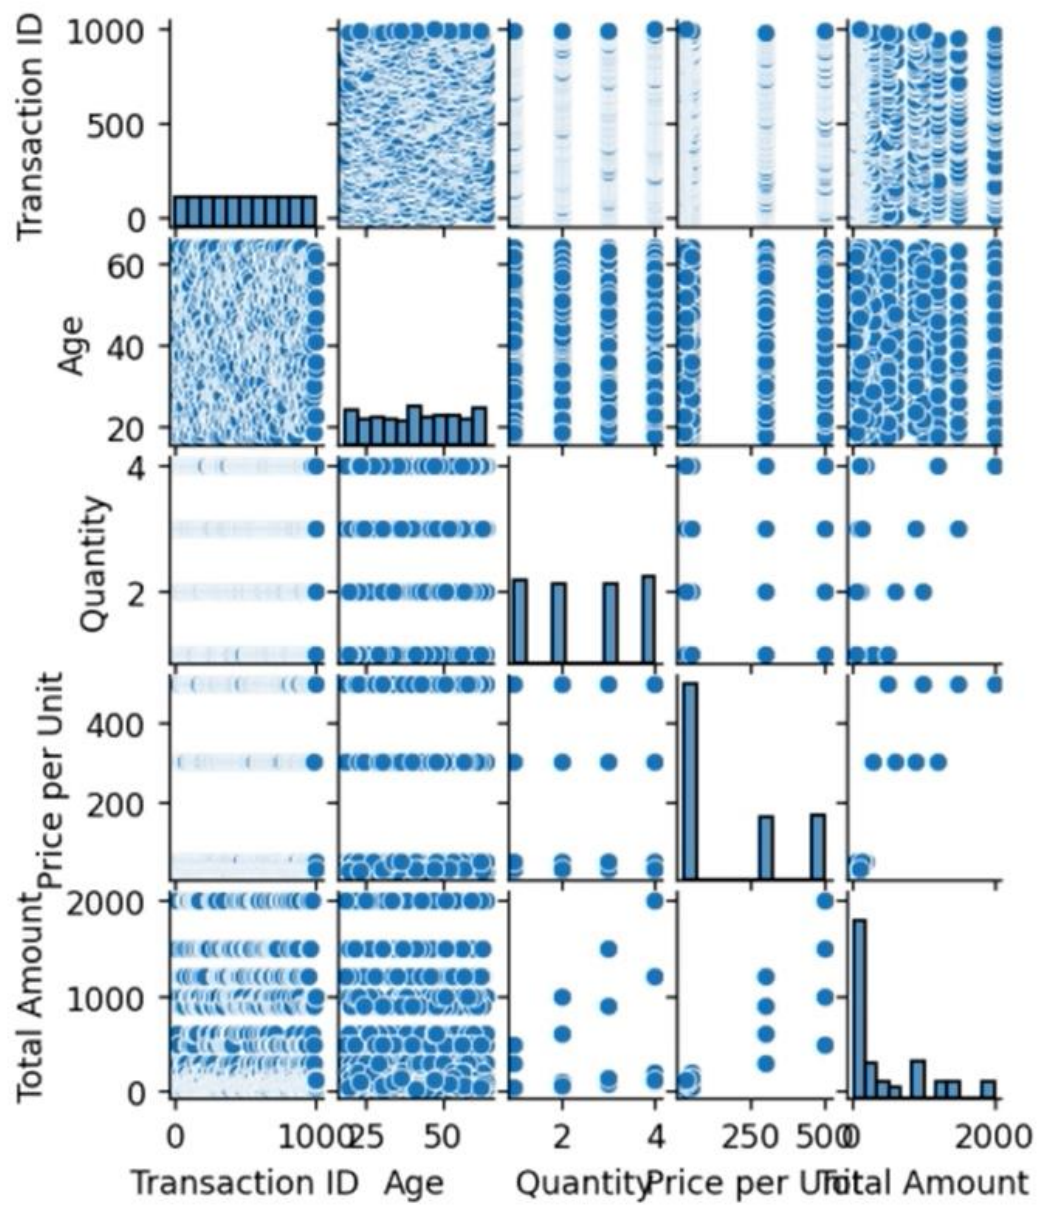 Transaction ID
1000
500
0
Age
60
40
20
Quantity
4
2
Price per Unit
400
200
Total Amount
2000
1000
0
0 1000 25 50 2 4 250 500 0 2000
Transaction ID Age Quantity Price per Unit Total Amount